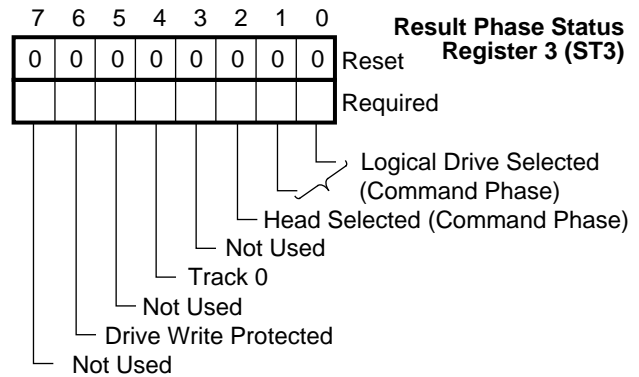 7 6 5 4 3 2 1 0
Result Phase Status
Register 3 (ST3)
0 0 0 0 0 0 0 0 Reset
Required
Logical Drive Selected
(Command Phase)
Head Selected (Command Phase)
Not Used
Track 0
Not Used
Drive Write Protected
Not Used